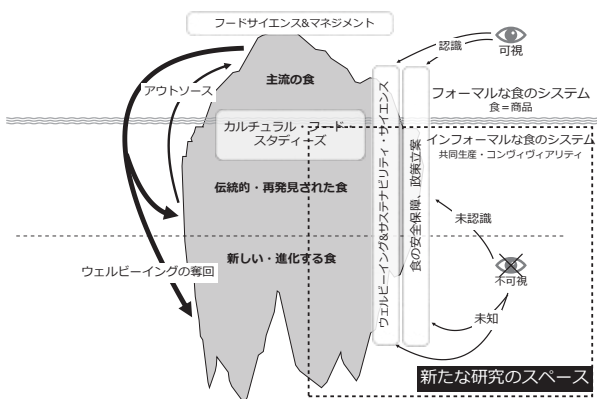 フードサイエンス&マネジメント
認識
可視
主流の食
アウトソース
フォーマルな食のシステム
食＝商品
カルチュラル・フード
スタディーズ
インフォーマルな食のシステム
共同生産・コンヴィヴィアリティ
ウェルビーイング&サステナビリティ・サイエンス
食の安全保障、政策立案
伝統的・再発見された食
未認識
新しい・進化する食
ウェルビーイングの奪回
不可視
未知
新たな研究のスペース